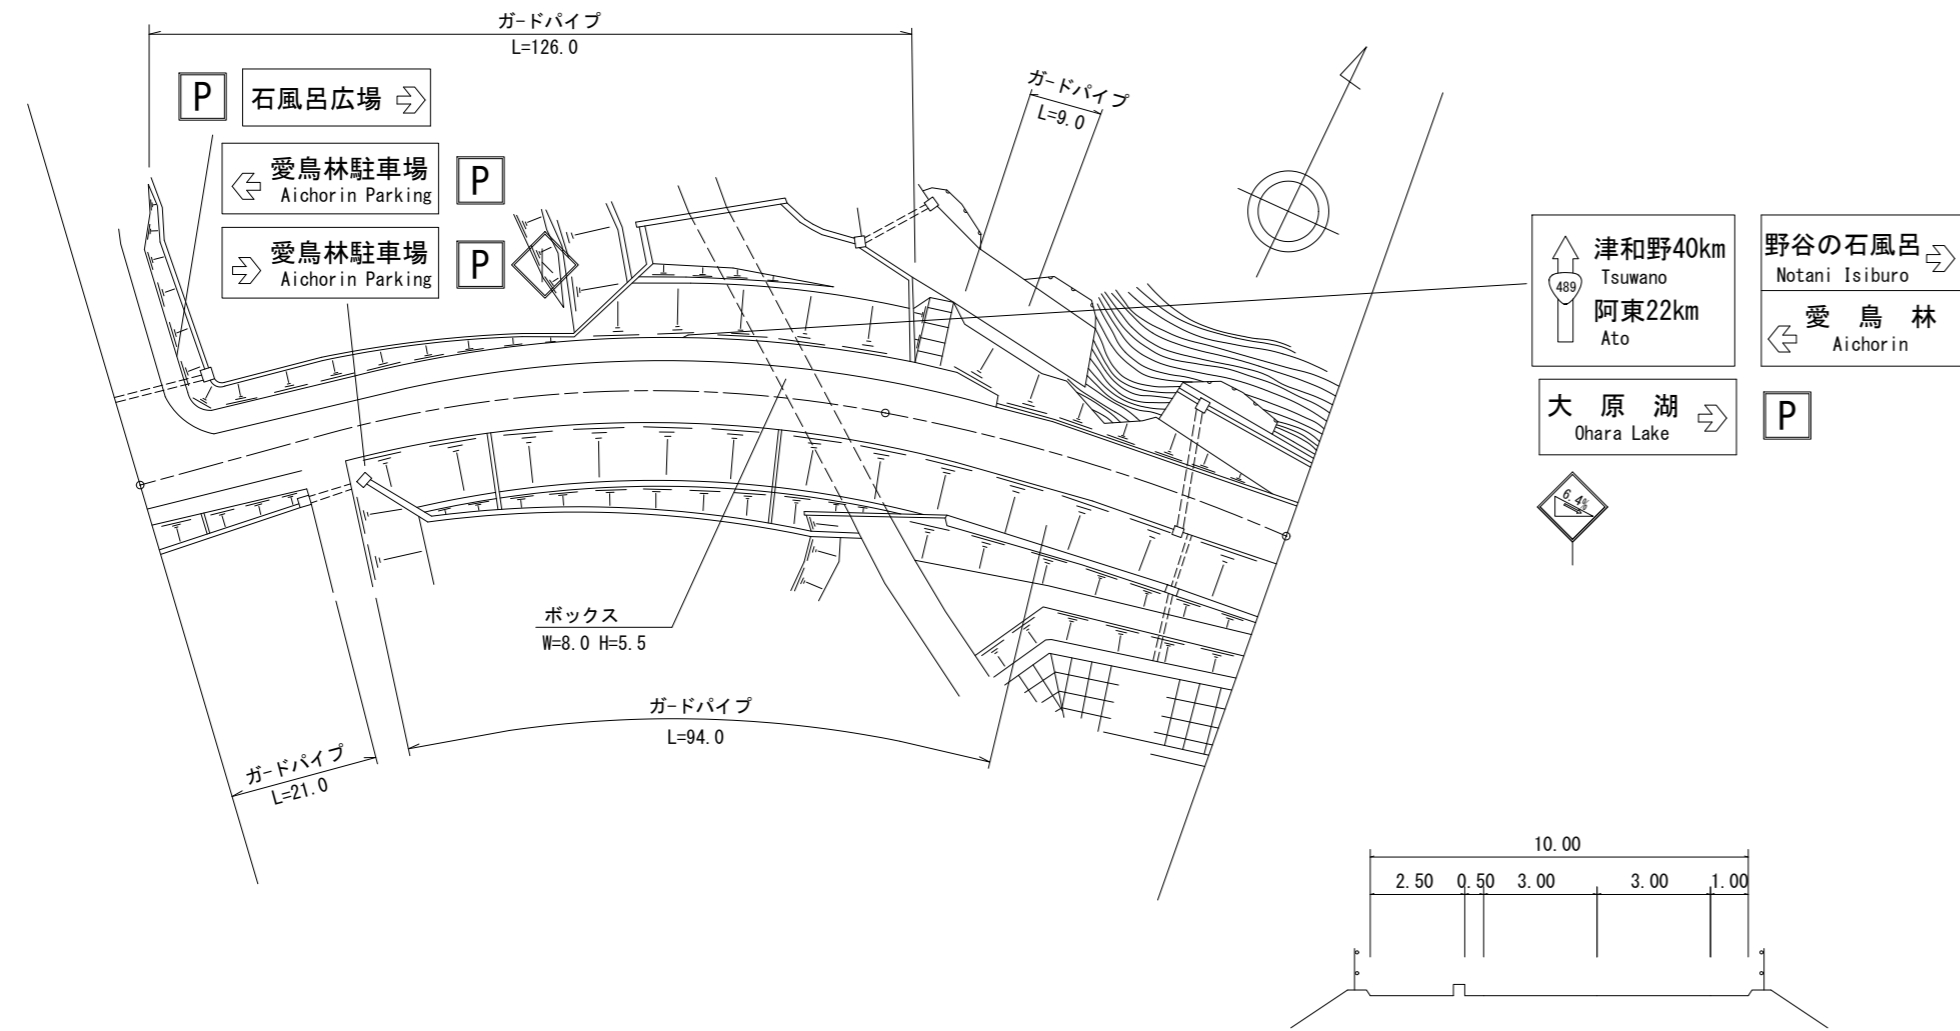 ガードパイプ
L=126.0
P
石風呂広場
愛鳥林駐車場
Aichorin Parking
P
愛鳥林駐車場
Aichorin Parking
P
ガードパイプ
L=9.0
489
津和野40km
Tsuwano
阿東22km
Ato
野谷の石風呂
Notani Isiburo
愛 鳥 林
Aichorin
大 原 湖
Ohara Lake
P
6.4%
ボックス
W=8.0 H=5.5
ガードパイプ
L=94.0
ガードパイプ
L=21.0
10.00
2.50 0.50 3.00 3.00 1.00